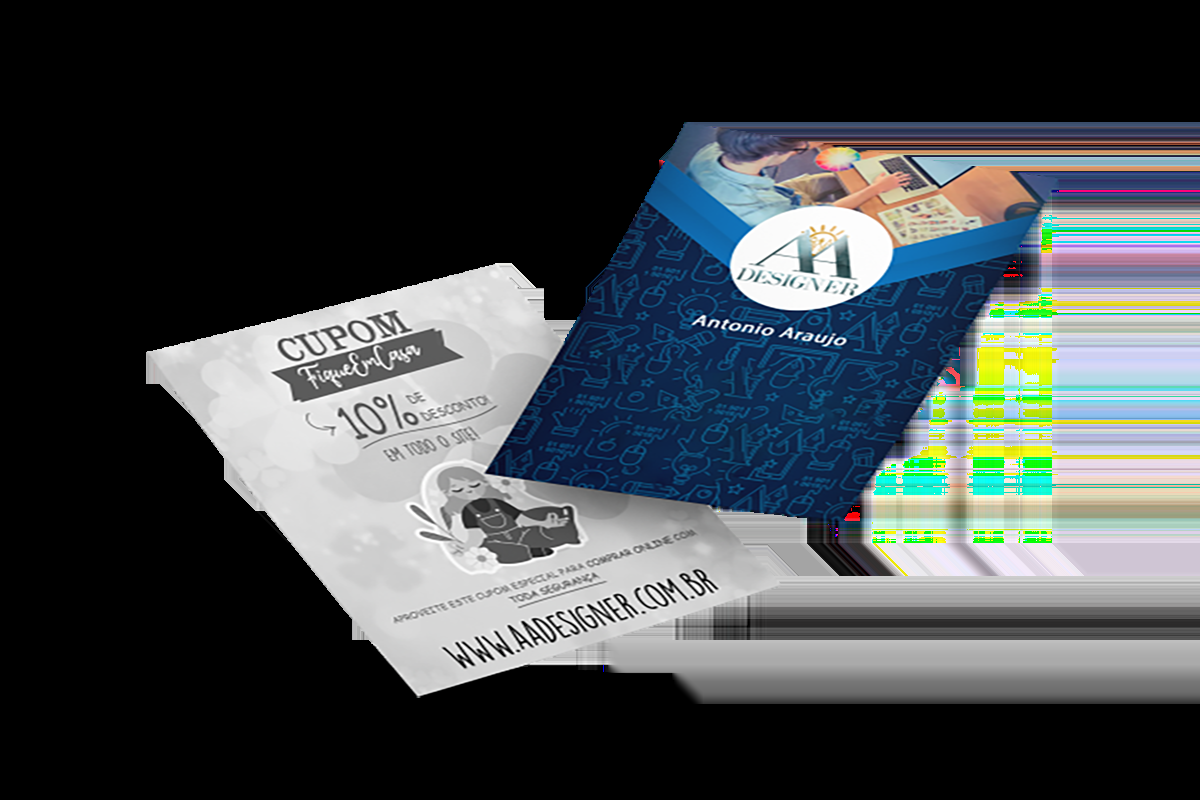 CUPOM
FiqueEmCasa
10% DE
DESCONTO!
EM TODO O SITE!
APROVEITE ESTE CUPOM ESPECIAL PARA COMPRAR ONLINE COM
TODA SEGURANÇA
WWW.AADESIGNER.COM.BR
AA
DESIGNER
Antonio Araujo